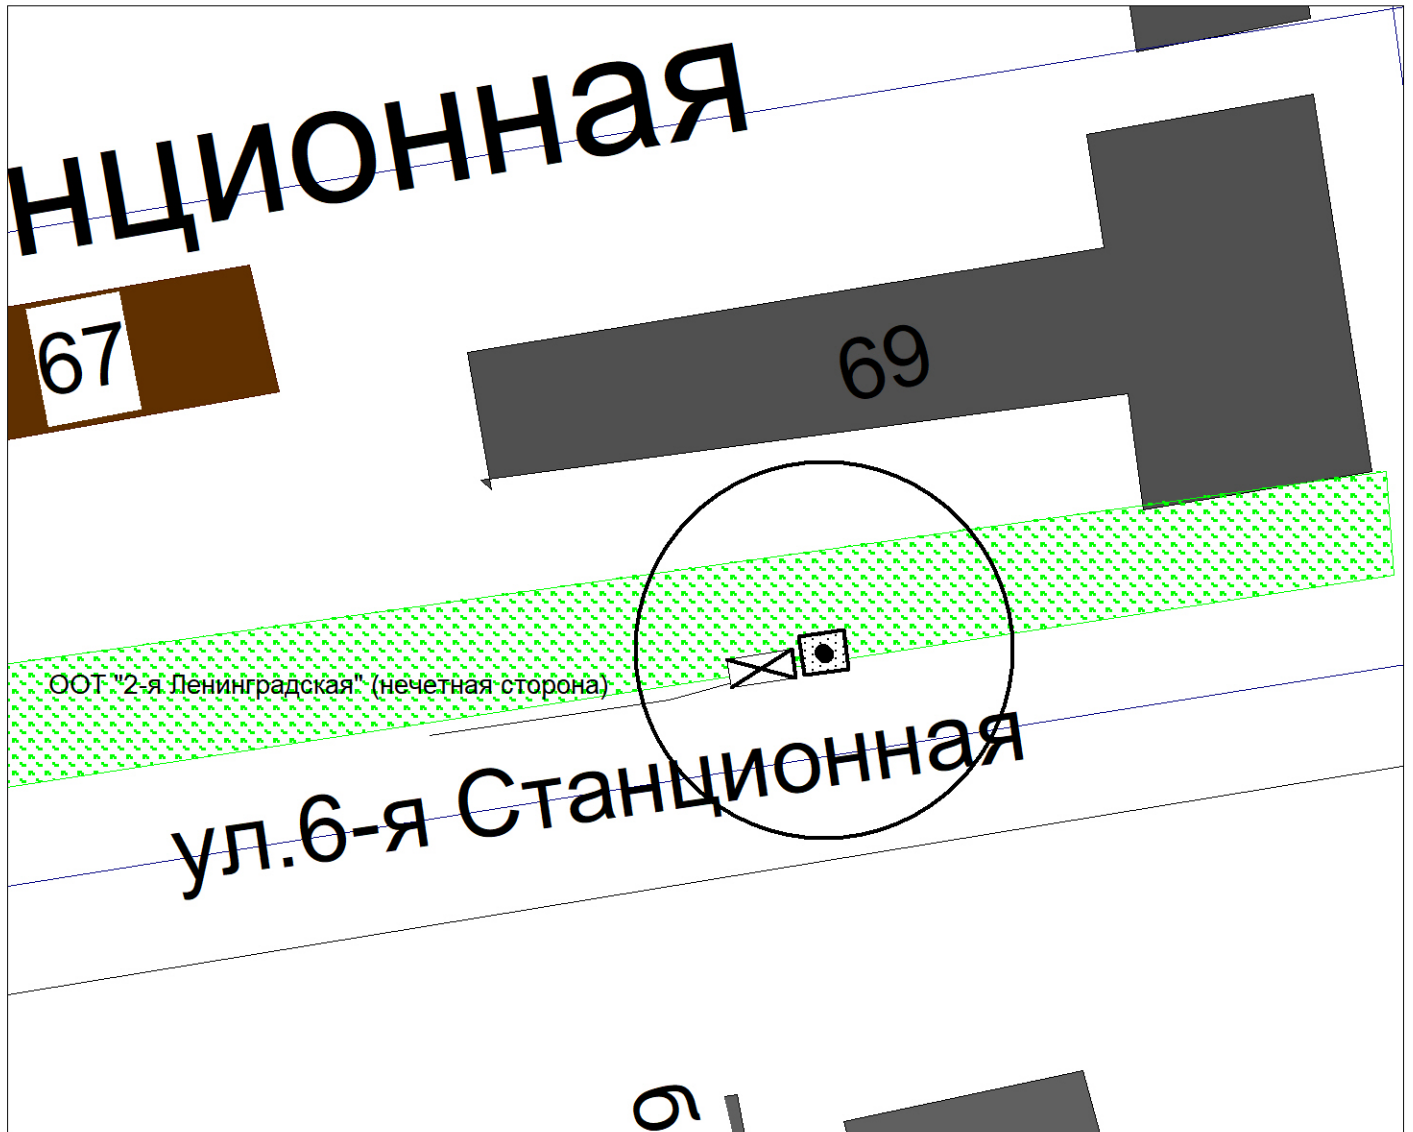 нционная
67
69
ООТ "2-я Ленинградская" (нечетная сторона)
ул.6-я Станционная